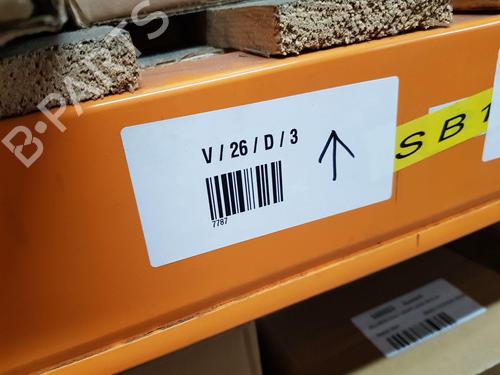 B-PARTS
V / 26 / D / 3
7787
SB1